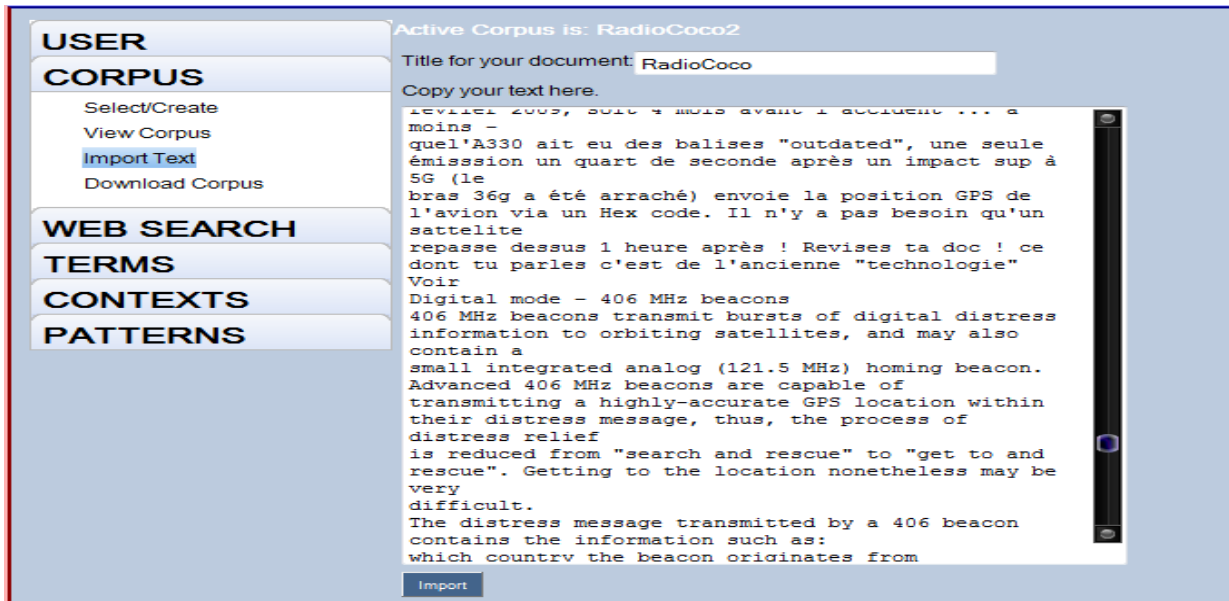 USER
CORPUS
Select/Create
View Corpus
Import Text
Download Corpus
WEB SEARCH
TERMS
CONTEXTS
PATTERNS
Active Corpus is: RadioCoco2
Title for your document: RadioCoco
Copy your text here.
février 2009, soit 4 mois avant l'accident ... à
moins –
quel'A330 ait eu des balises "outdated", une seule
émisssion un quart de seconde après un impact sup à
5G (le
bras 36g a été arraché) envoie la position GPS de
l'avion via un Hex code. Il n'y a pas besoin qu'un
sattelite
repasse dessus 1 heure après ! Revises ta doc ! ce
dont tu parles c'est de l'ancienne "technologie"
Voir
Digital mode – 406 MHz beacons
406 MHz beacons transmit bursts of digital distress
information to orbiting satellites, and may also
contain a
small integrated analog (121.5 MHz) homing beacon.
Advanced 406 MHz beacons are capable of
transmitting a highly-accurate GPS location within
their distress message, thus, the process of
distress relief
is reduced from "search and rescue" to "get to and
rescue". Getting to the location nonetheless may be
very
difficult.
The distress message transmitted by a 406 beacon
contains the information such as:
which country the beacon originates from
Import